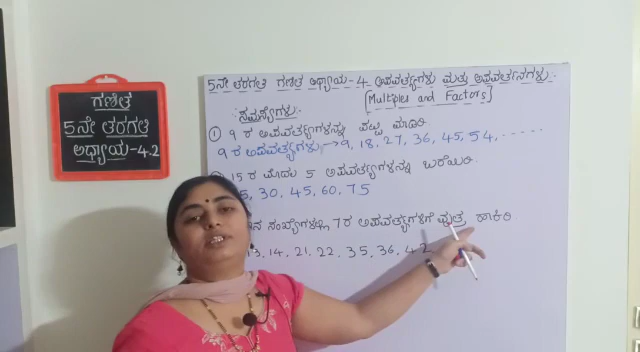 ಗಣಿತ
5ನೇ ತರಗತಿ
ಅಧ್ಯಾಯ-4.2
5ನೇ ತರಗತಿ ಗಣಿತ ಅಧ್ಯಾಯ-4 ಅಪವರ್ತ್ಯಗಳು ಮತ್ತು ಅಪವರ್ತನಗಳು
[Multiples and Factors]
ಸಮಸ್ಯೆಗಳು
① 9 ರ ಅಪವರ್ತ್ಯಗಳನ್ನು ಪಟ್ಟಿ ಮಾಡಿರಿ
9 ರ ಅಪವರ್ತ್ಯಗಳು → 9, 18, 27, 36, 45, 54, ......
15 ರ ಮೊದಲ 5 ಅಪವರ್ತ್ಯಗಳನ್ನು ಬರೆಯಿರಿ.
5, 30, 45, 60, 75
ನ ಸಂಖ್ಯೆಗಳಲ್ಲಿ 7ರ ಅಪವರ್ತ್ಯಗಳಿಗೆ ವೃತ್ತ ಹಾಕಿರಿ
13, 14, 21, 22, 35, 36, 42